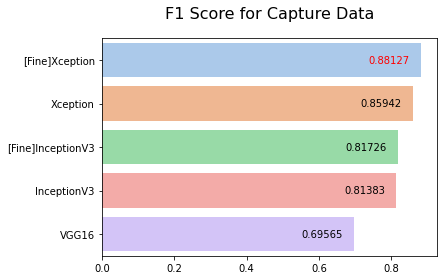 F1 Score for Capture Data
[Fine]Xception
0.88127
Xception
0.85942
[Fine]InceptionV3
0.81726
InceptionV3
0.81383
VGG16
0.69565
0.0 0.2 0.4 0.6 0.8